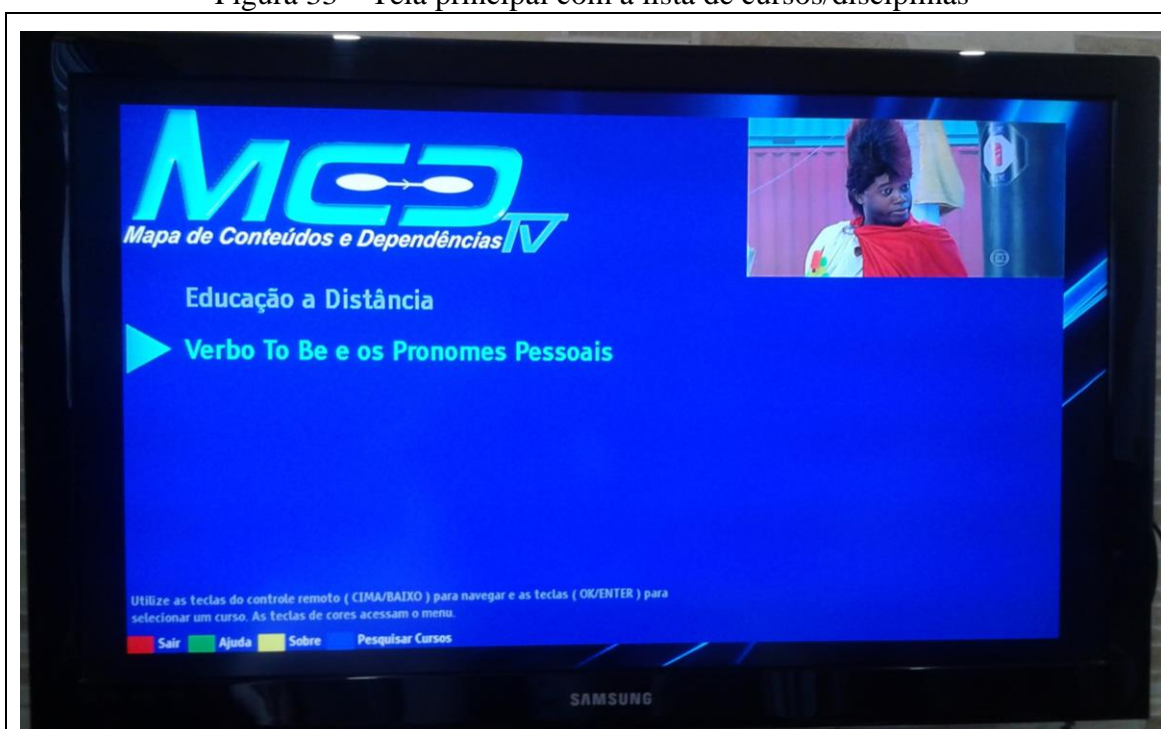 Figura 33 – Tela principal com a lista de cursos/disciplinas
MCD
TV
Mapa de Conteúdos e Dependências
Educação a Distância
Verbo To Be e os Pronomes Pessoais
Utilize as teclas do controle remoto ( CIMA/BAIXO ) para navegar e as teclas ( OK/ENTER ) para
selecionar um curso. As teclas de cores acessam o menu.
Sair Ajuda Sobre Pesquisar Cursos
SAMSUNG